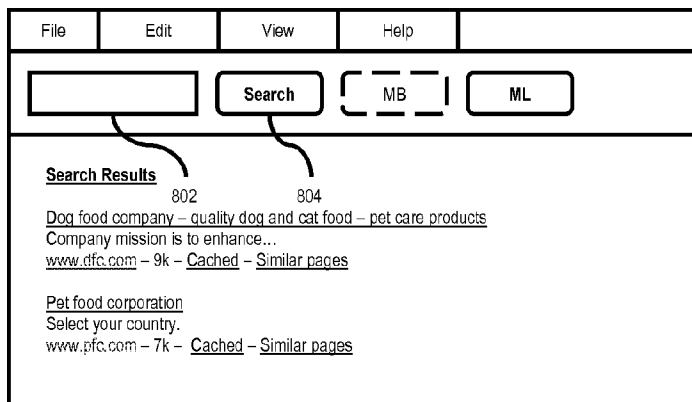 File Edit View Help
Search MB ML
Search Results
802 804
Dog food company – quality dog and cat food – pet care products
Company mission is to enhance...
www.dfc.com – 9k – Cached – Similar pages
Pet food corporation
Select your country.
www.pfc.com – 7k – Cached – Similar pages